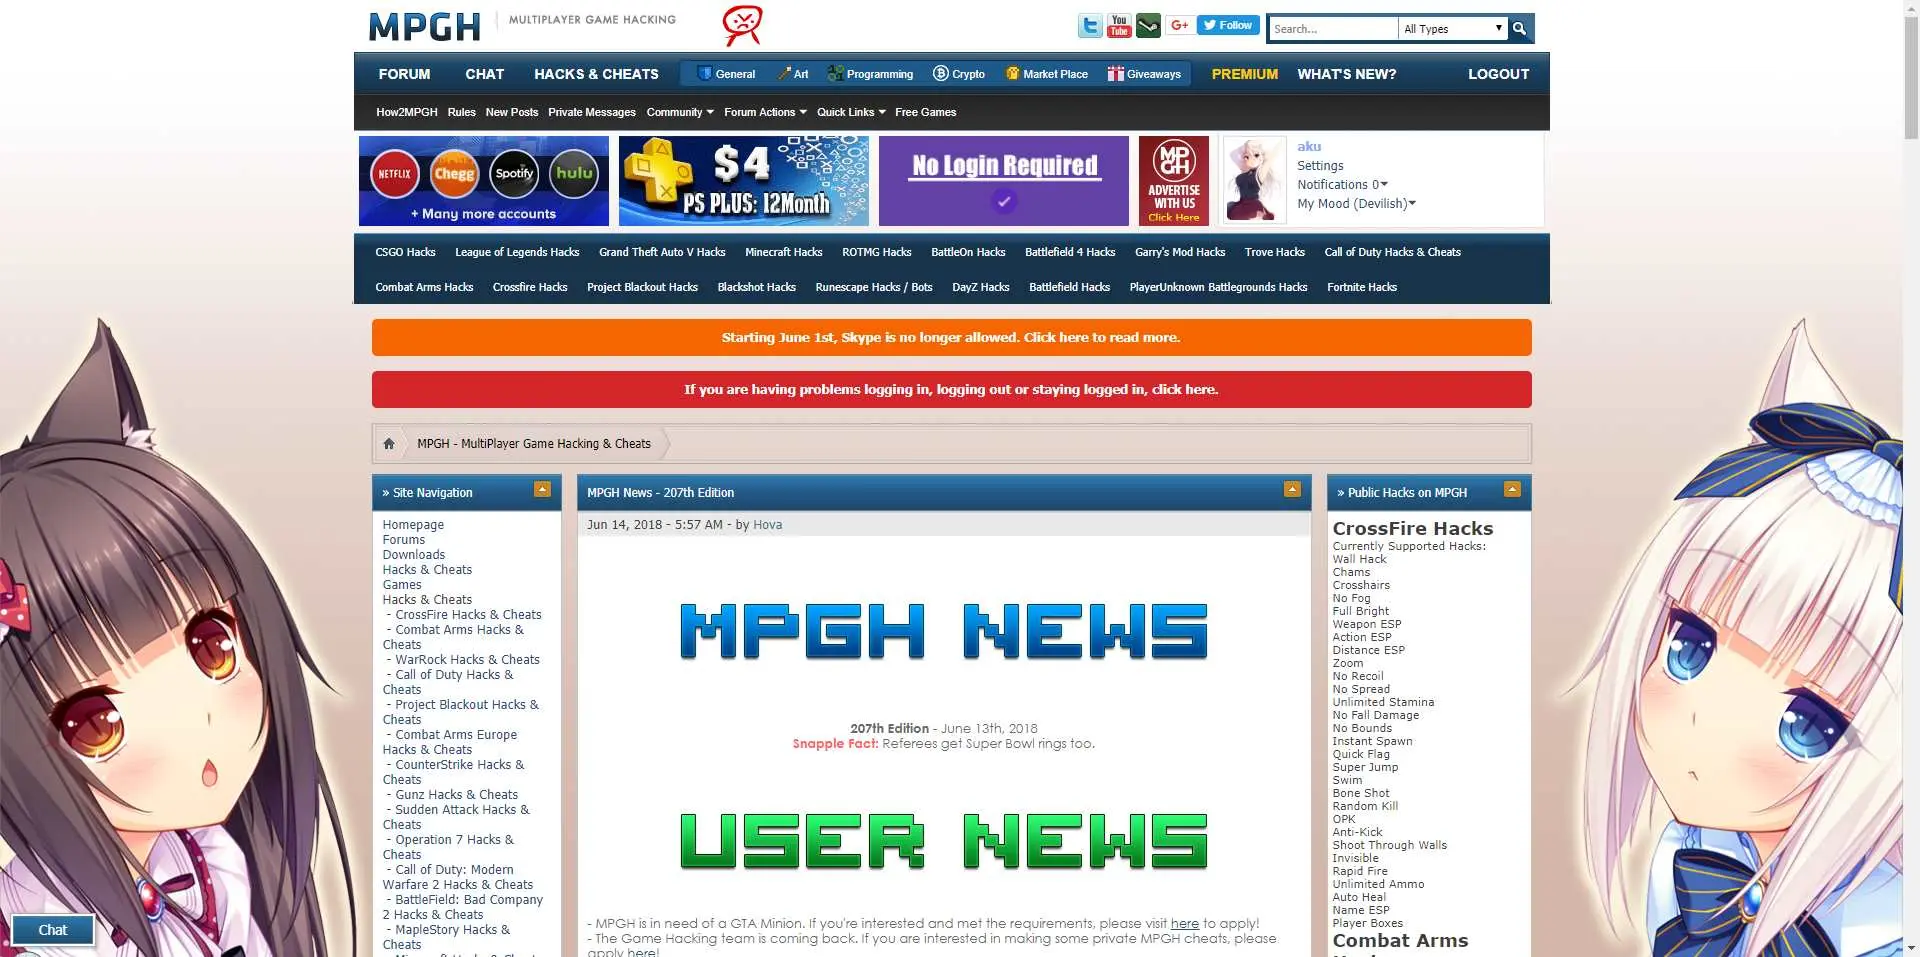 MPGH
MULTIPLAYER GAME HACKING
You Tube
G+
Follow
Search...
All Types
FORUM CHAT HACKS & CHEATS General Art Programming Crypto Market Place Giveaways PREMIUM WHAT'S NEW? LOGOUT
How2MPGH Rules New Posts Private Messages Community Forum Actions Quick Links Free Games
NETFLIX Chegg Spotify hulu
+ Many more accounts
$4
PS PLUS: 12Month
No Login Required
MPGH
ADVERTISE
WITH US
Click Here
aku
Settings
Notifications 0
My Mood (Devilish)
CSGO Hacks League of Legends Hacks Grand Theft Auto V Hacks Minecraft Hacks ROTMG Hacks BattleOn Hacks Battlefield 4 Hacks Garry's Mod Hacks Trove Hacks Call of Duty Hacks & Cheats
Combat Arms Hacks Crossfire Hacks Project Blackout Hacks Blackshot Hacks Runescape Hacks / Bots DayZ Hacks Battlefield Hacks PlayerUnknown Battlegrounds Hacks Fortnite Hacks
Starting June 1st, Skype is no longer allowed. Click here to read more.
If you are having problems logging in, logging out or staying logged in, click here.
MPGH - MultiPlayer Game Hacking & Cheats
» Site Navigation
Homepage
Forums
Downloads
Hacks & Cheats
Games
Hacks & Cheats
- CrossFire Hacks & Cheats
- Combat Arms Hacks &
Cheats
- WarRock Hacks & Cheats
- Call of Duty Hacks &
Cheats
- Project Blackout Hacks &
Cheats
- Combat Arms Europe
Hacks & Cheats
- CounterStrike Hacks &
Cheats
- Gunz Hacks & Cheats
- Sudden Attack Hacks &
Cheats
- Operation 7 Hacks &
Cheats
- Call of Duty: Modern
Warfare 2 Hacks & Cheats
- BattleField: Bad Company
2 Hacks & Cheats
- MapleStory Hacks &
Cheats
Chat
MPGH News - 207th Edition
Jun 14, 2018 - 5:57 AM - by Hova
MPGH NEWS
207th Edition - June 13th, 2018
Snapple Fact: Referees get Super Bowl rings too.
USER NEWS
- MPGH is in need of a GTA Minion. If you're interested and met the requirements, please visit here to apply!
- The Game Hacking team is coming back. If you are interested in making some private MPGH cheats, please
apply here!
» Public Hacks on MPGH
CrossFire Hacks
Currently Supported Hacks:
Wall Hack
Chams
Crosshairs
No Fog
Full Bright
Weapon ESP
Action ESP
Distance ESP
Zoom
No Recoil
No Spread
Unlimited Stamina
No Fall Damage
No Bounds
Instant Spawn
Quick Flag
Super Jump
Swim
Bone Shot
Random Kill
OPK
Anti-Kick
Shoot Through Walls
Invisible
Rapid Fire
Unlimited Ammo
Auto Heal
Name ESP
Player Boxes
Combat Arms